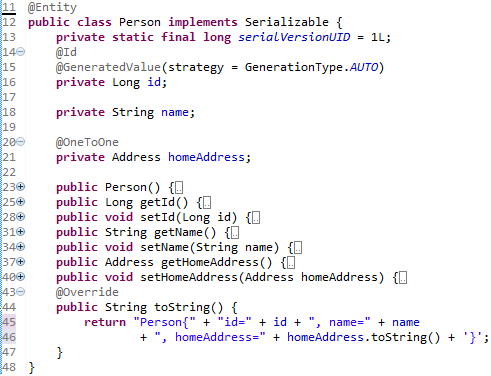 11 @Entity
12 public class Person implements Serializable {
13     private static final long serialVersionUID = 1L;
14     @Id
15     @GeneratedValue(strategy = GenerationType.AUTO)
16     private Long id;
17
18     private String name;
19
20     @OneToOne
21     private Address homeAddress;
22
23     public Person() {
25     public Long getId() {
28     public void setId(Long id) {
31     public String getName() {
34     public void setName(String name) {
37     public Address getHomeAddress() {
40     public void setHomeAddress(Address homeAddress) {
43     @Override
44     public String toString() {
45         return "Person{" + "id=" + id + ", name=" + name
46                 + ", homeAddress=" + homeAddress.toString() + '}';
47     }
48 }